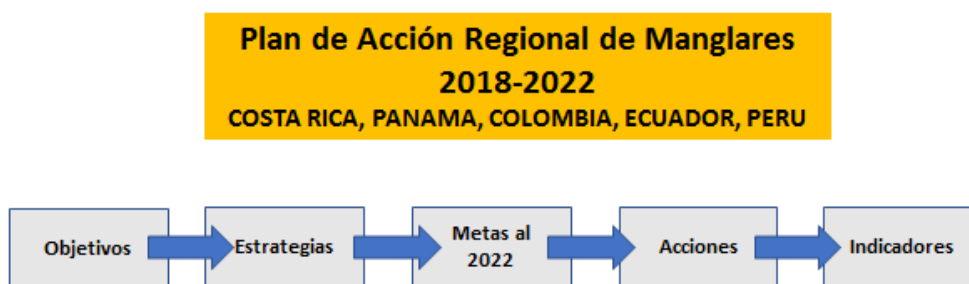 Plan de Acción Regional de Manglares
2018-2022
COSTA RICA, PANAMA, COLOMBIA, ECUADOR, PERU
Objetivos
Estrategias
Metas al
2022
Acciones
Indicadores